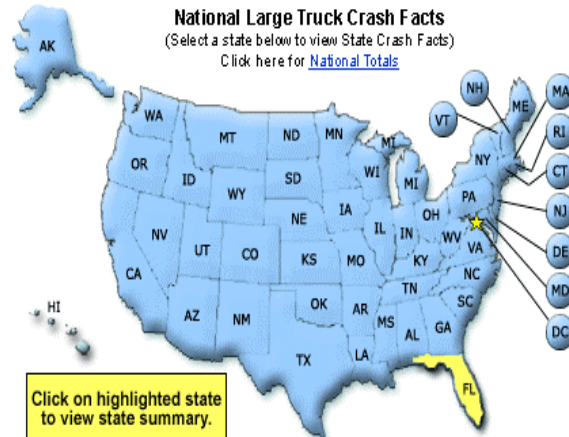 National Large Truck Crash Facts
(Select a state below to view State Crash Facts)
Click here for National Totals
AK
NH
MA
ME
VT
RI
WA
MT
ND
MN
MI
OR
ID
SD
WI
NY
CT
WY
MI
PA
NJ
NE
IA
OH
NV
UT
CO
IL
IN
WV
VA
DE
CA
KS
MO
KY
MD
NC
TN
DC
HI
AZ
NM
OK
AR
SC
MS
AL
GA
TX
LA
FL
Click on highlighted state
to view state summary.